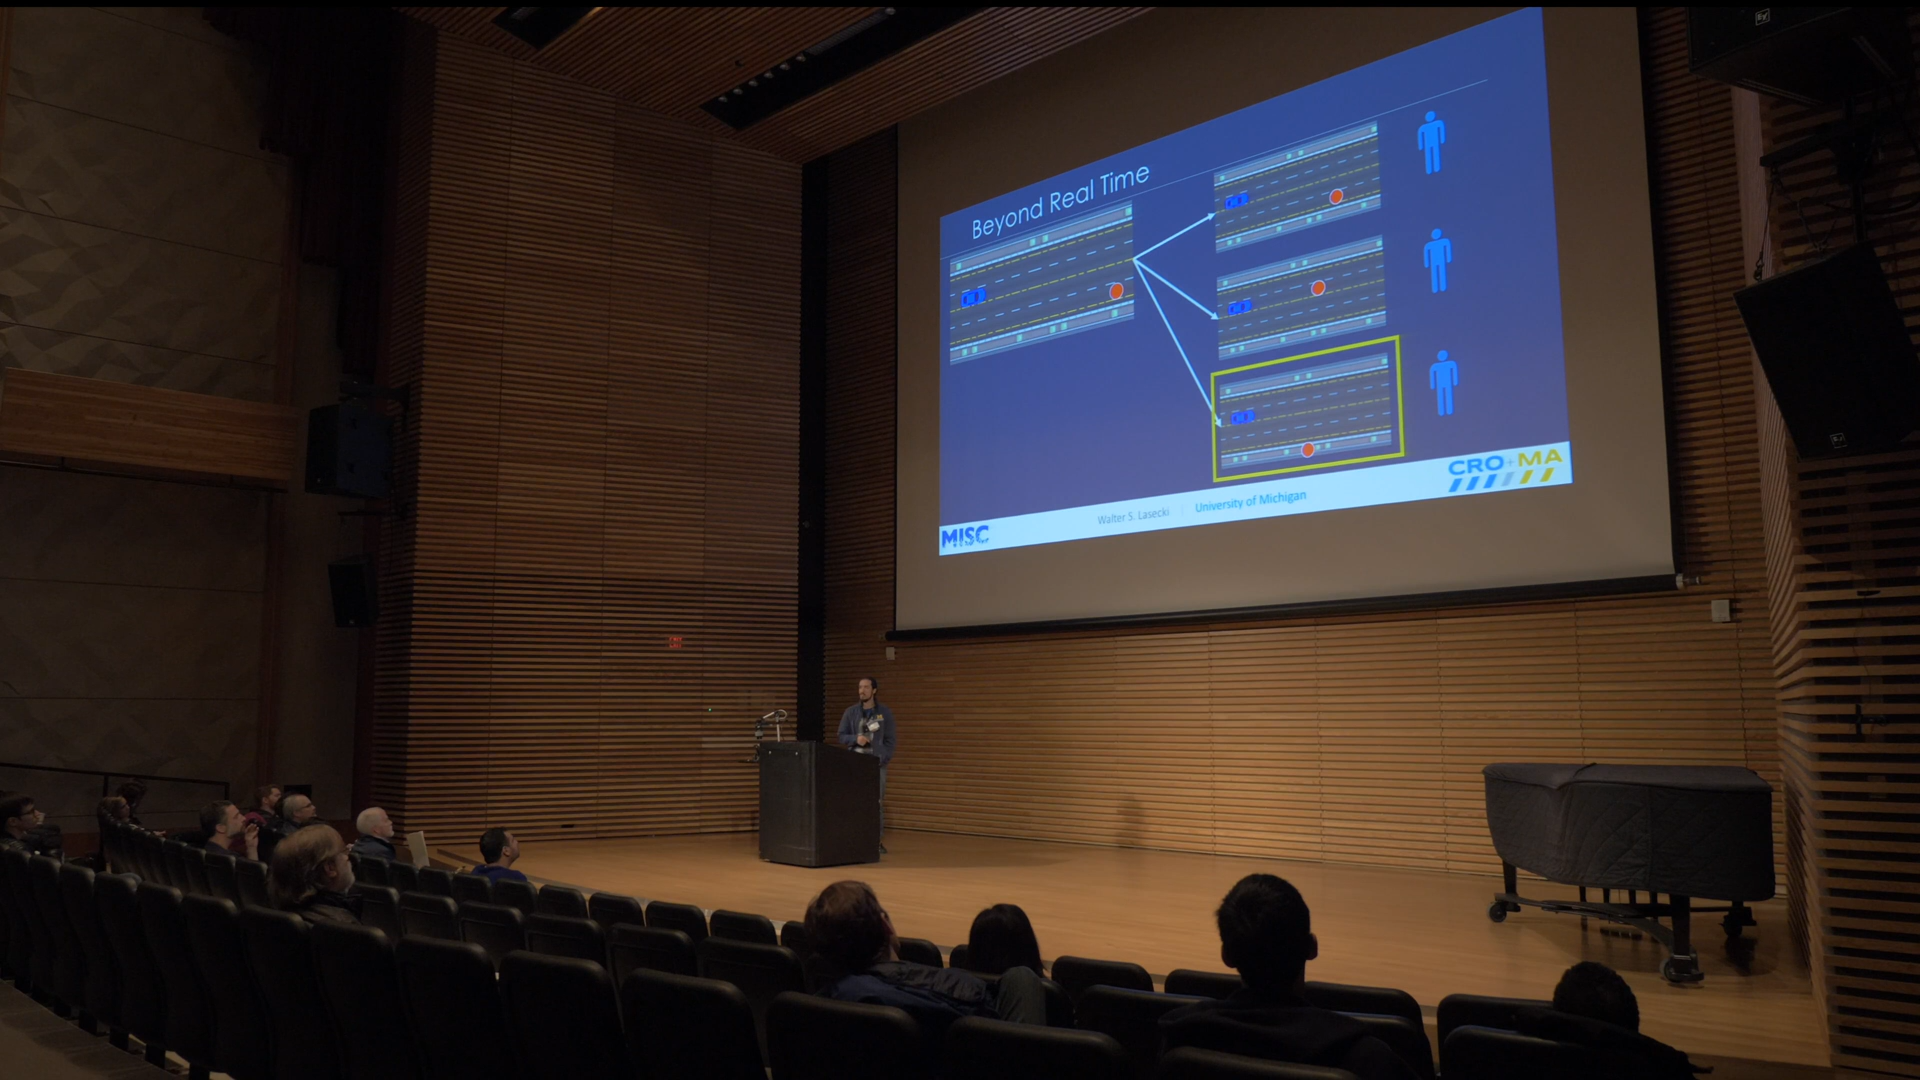 Beyond Real Time
CRO+MA
Walter S. Lasecki | University of Michigan
MISC